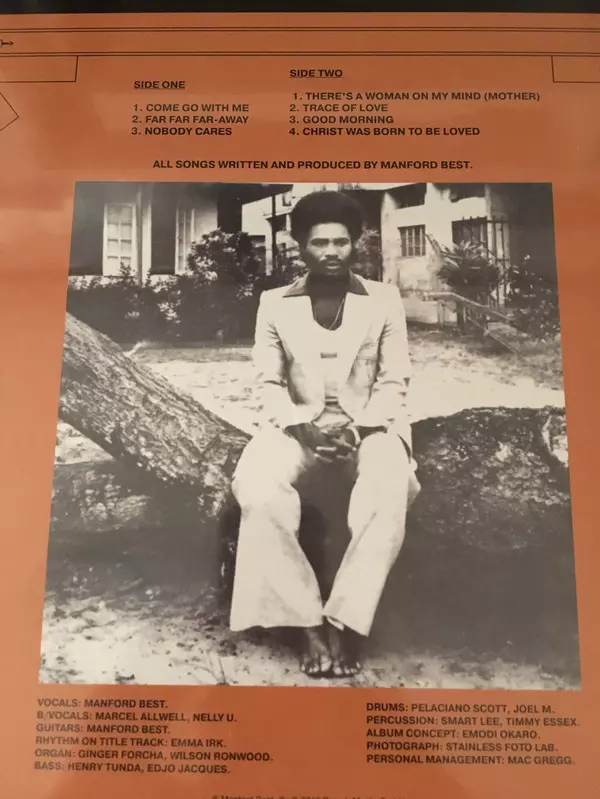 SIDE ONE
1. COME GO WITH ME
2. FAR FAR FAR-AWAY
3. NOBODY CARES
SIDE TWO
1. THERE'S A WOMAN ON MY MIND (MOTHER)
2. TRACE OF LOVE
3. GOOD MORNING
4. CHRIST WAS BORN TO BE LOVED
ALL SONGS WRITTEN AND PRODUCED BY MANFORD BEST.
VOCALS: MANFORD BEST.
B/VOCALS: MARCEL ALLWELL, NELLY U.
GUITARS: MANFORD BEST.
RHYTHM ON TITLE TRACK: EMMA IRK.
ORGAN: GINGER FORCHA, WILSON RONWOOD.
BASS: HENRY TUNDA, EDJO JACQUES.
DRUMS: PELACIANO SCOTT, JOEL M.
PERCUSSION: SMART LEE, TIMMY ESSEX.
ALBUM CONCEPT: EMODI OKARO.
PHOTOGRAPH: STAINLESS FOTO LAB.
PERSONAL MANAGEMENT: MAC GREGG.